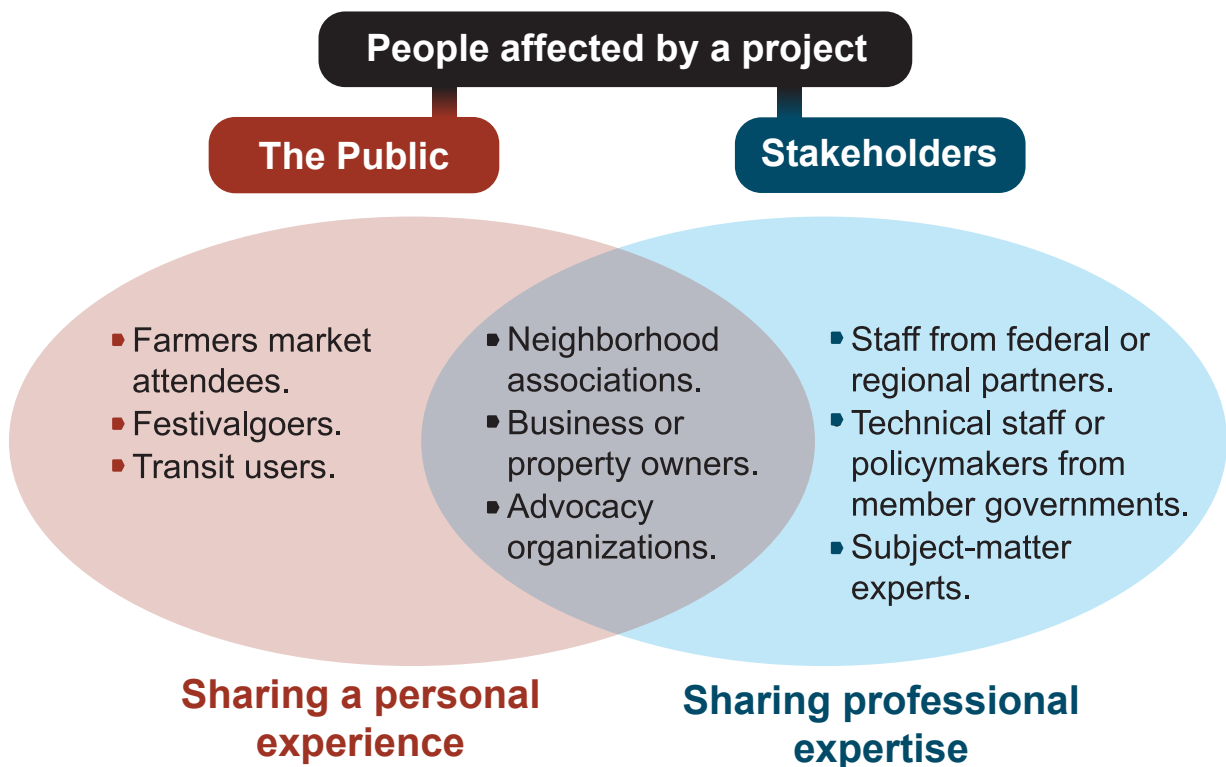 People affected by a project
The Public
Stakeholders
Farmers market
attendees.
Festivalgoers.
Transit users.
Neighborhood
associations.
Business or
property owners.
Advocacy
organizations.
Staff from federal or
regional partners.
Technical staff or
policymakers from
member governments.
Subject-matter
experts.
Sharing a personal
experience
Sharing professional
expertise